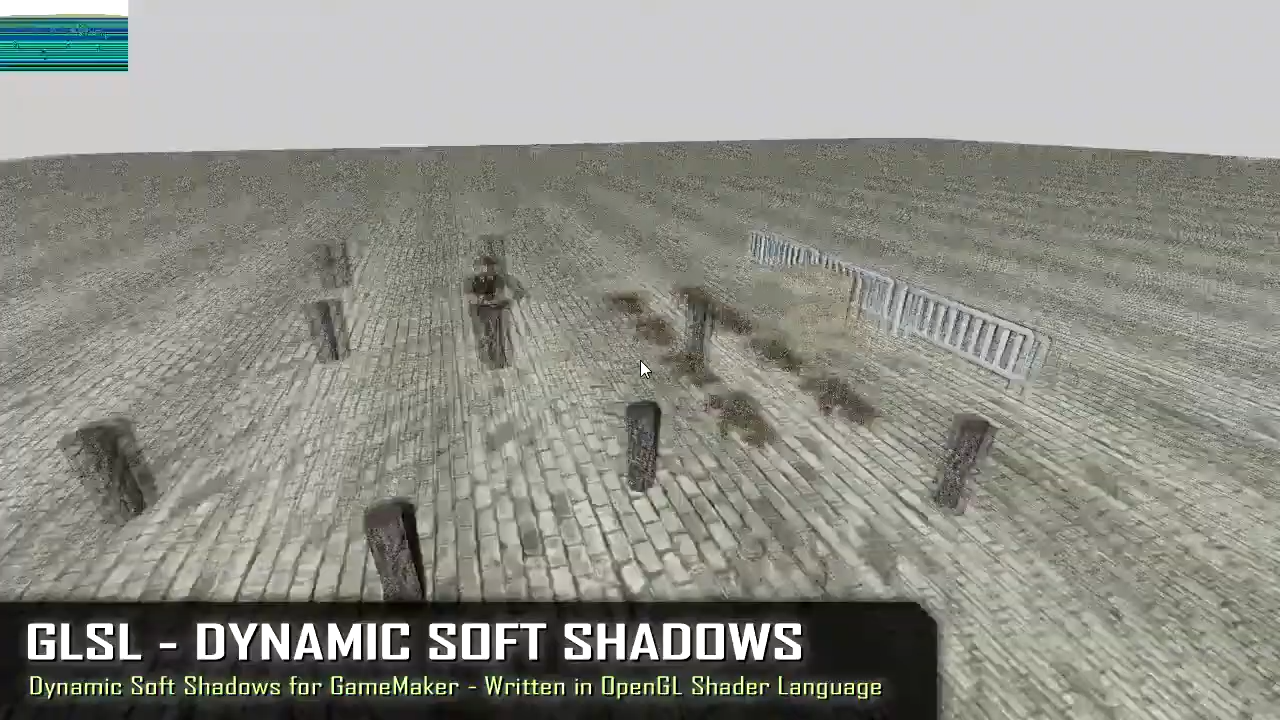 GLSL - DYNAMIC SOFT SHADOWS
Dynamic Soft Shadows for GameMaker - Written in OpenGL Shader Language